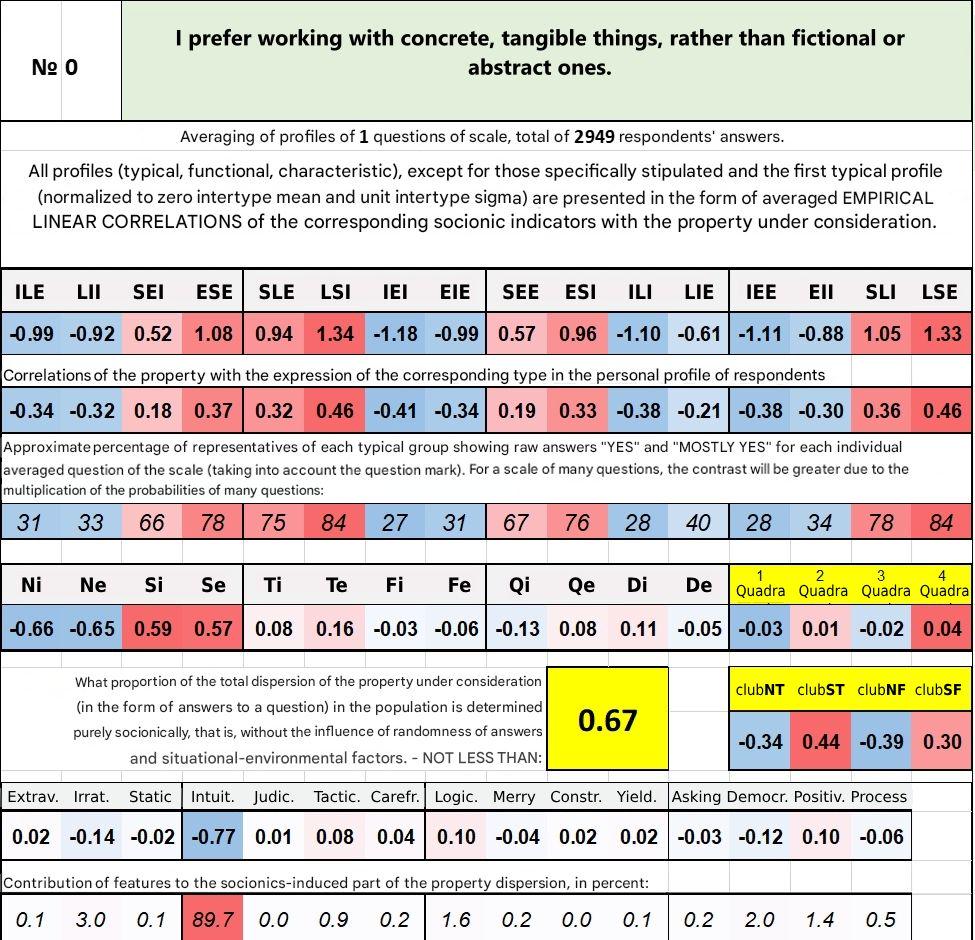 № 0
I prefer working with concrete, tangible things, rather than fictional or
abstract ones.
Averaging of profiles of 1 questions of scale, total of 2949 respondents' answers.
All profiles (typical, functional, characteristic), except for those specifically stipulated and the first typical profile
(normalized to zero intertype mean and unit intertype sigma) are presented in the form of averaged EMPIRICAL
LINEAR CORRELATIONS of the corresponding socionic indicators with the property under consideration.
ILE LII SEI ESE SLE LSI IEI EIE SEE ESI ILI LIE IEE EII SLI LSE
-0.99 -0.92 0.52 1.08 0.94 1.34 -1.18 -0.99 0.57 0.96 -1.10 -0.61 -1.11 -0.88 1.05 1.33
Correlations of the property with the expression of the corresponding type in the personal profile of respondents
-0.34 -0.32 0.18 0.37 0.32 0.46 -0.41 -0.34 0.19 0.33 -0.38 -0.21 -0.38 -0.30 0.36 0.46
Approximate percentage of representatives of each typical group showing raw answers "YES" and "MOSTLY YES" for each individual
averaged question of the scale (taking into account the question mark). For a scale of many questions, the contrast will be greater due to the
multiplication of the probabilities of many questions:
31 33 66 78 75 84 27 31 67 76 28 40 28 34 78 84
Ni Ne Si Se Ti Te Fi Fe Qi Qe Di De 1 Quadra 2 Quadra 3 Quadra 4 Quadra
-0.66 -0.65 0.59 0.57 0.08 0.16 -0.03 -0.06 -0.13 0.08 0.11 -0.05 -0.03 0.01 -0.02 0.04
What proportion of the total dispersion of the property under consideration
(in the form of answers to a question) in the population is determined
purely socionically, that is, without the influence of randomness of answers
and situational-environmental factors. - NOT LESS THAN:
0.67
clubNT clubST clubNF clubSF
-0.34 0.44 -0.39 0.30
Extrav. Irrat. Static Intuit. Judic. Tactic. Carefr. Logic. Merry Constr. Yield. Asking Democr. Positiv. Process
0.02 -0.14 -0.02 -0.77 0.01 0.08 0.04 0.10 -0.04 0.02 0.02 -0.03 -0.12 0.10 -0.06
Contribution of features to the socionics-induced part of the property dispersion, in percent:
0.1 3.0 0.1 89.7 0.0 0.9 0.2 1.6 0.2 0.0 0.1 0.2 2.0 1.4 0.5